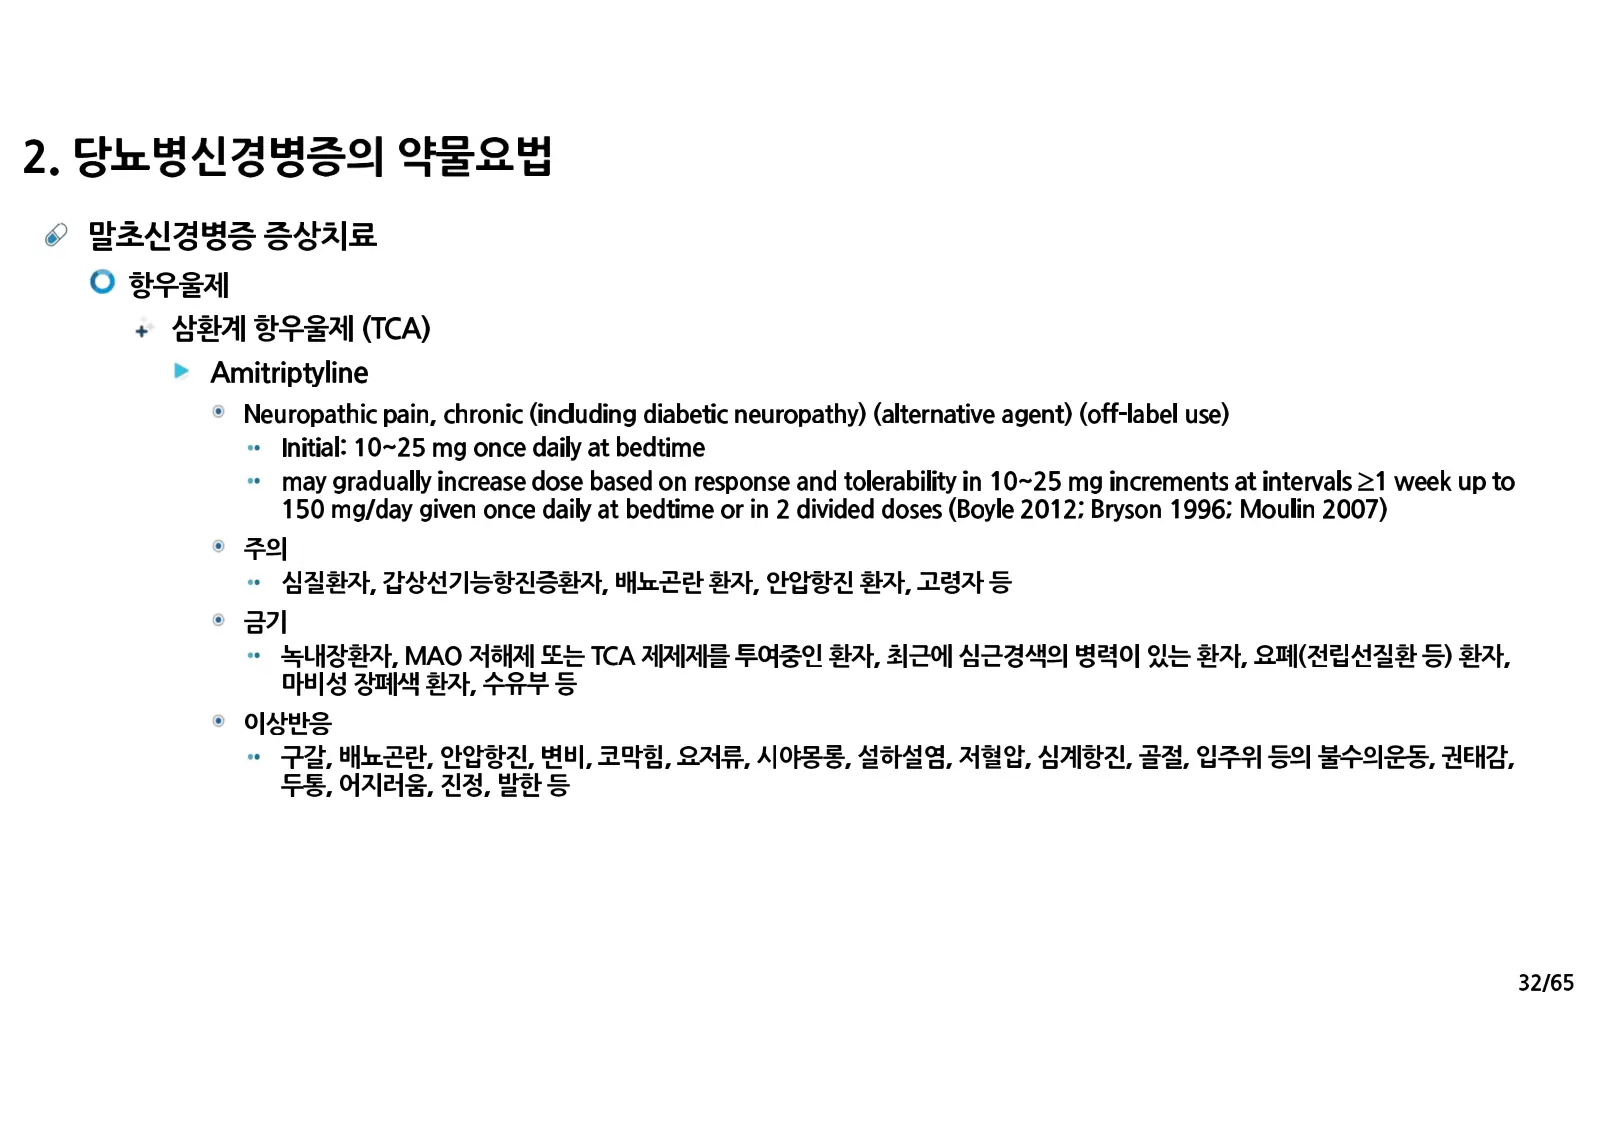 2. 당뇨병신경병증의 약물요법
말초신경병증 증상치료
항우울제
삼환계 항우울제 (TCA)
Amitriptyline
Neuropathic pain, chronic (including diabetic neuropathy) (alternative agent) (off-label use)
Initial: 10~25 mg once daily at bedtime
may gradually increase dose based on response and tolerability in 10~25 mg increments at intervals ≥1 week up to
150 mg/day given once daily at bedtime or in 2 divided doses (Boyle 2012; Bryson 1996; Moulin 2007)
주의
심질환자, 갑상선기능항진증환자, 배뇨곤란 환자, 안압항진 환자, 고령자 등
금기
녹내장환자, MAO 저해제 또는 TCA 제제제를 투여중인 환자, 최근에 심근경색의 병력이 있는 환자, 요폐(전립선질환 등) 환자,
마비성 장폐색 환자, 수유부 등
이상반응
구갈, 배뇨곤란, 안압항진, 변비, 코막힘, 요저류, 시야몽롱, 설하설염, 저혈압, 심계항진, 골절, 입주위 등의 불수의운동, 권태감,
두통, 어지러움, 진정, 발한 등
32/65